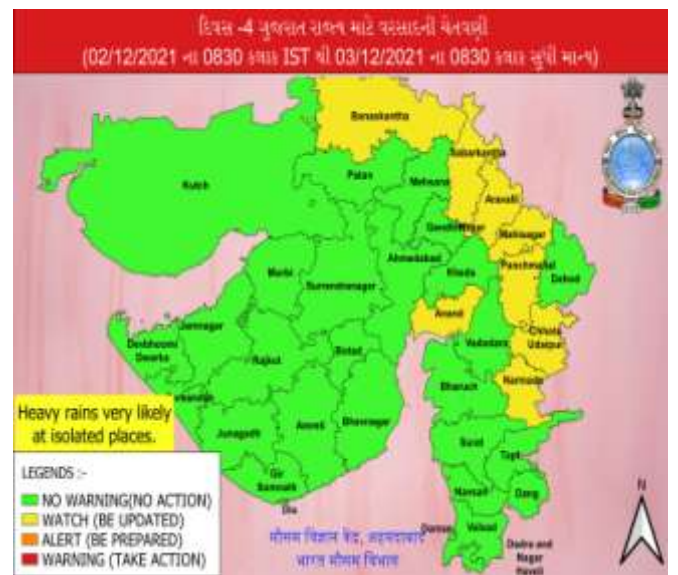 દિવસ -4 ગુજરાત રાજ્ય માટે વરસાદની ચેતવણી
(02/12/2021 ના 0830 કલાક IST થી 03/12/2021 ના 0830 કલાક સુધી માન્ય)
Banaskantha
Sabarkantha
Patan
Mehsana
Kutch
Aravalli
Gandhinagar
Mahisagar
Ahmedabad
Panchmahal
Kheda
Dahod
Morbi
Surendranagar
Anand
Jamnagar
Chhota
Udaipur
Devbhoomi
Dwarka
Vadodara
Rajkot
Botad
Narmada
Bharuch
Heavy rains very likely
at isolated places.
Junagadh
Amreli
Bhavnagar
Surat
Tapi
LEGENDS :-
Gir
Somnath
Navsari
Dang
NO WARNING(NO ACTION)
Diu
N
WATCH (BE UPDATED)
Daman
Valsad
ALERT (BE PREPARED)
Dadra and
Nagar
Haveli
WARNING (TAKE ACTION)
मौसम विज्ञान केंद्र, अहमदाबाद
भारत मौसम विभाग